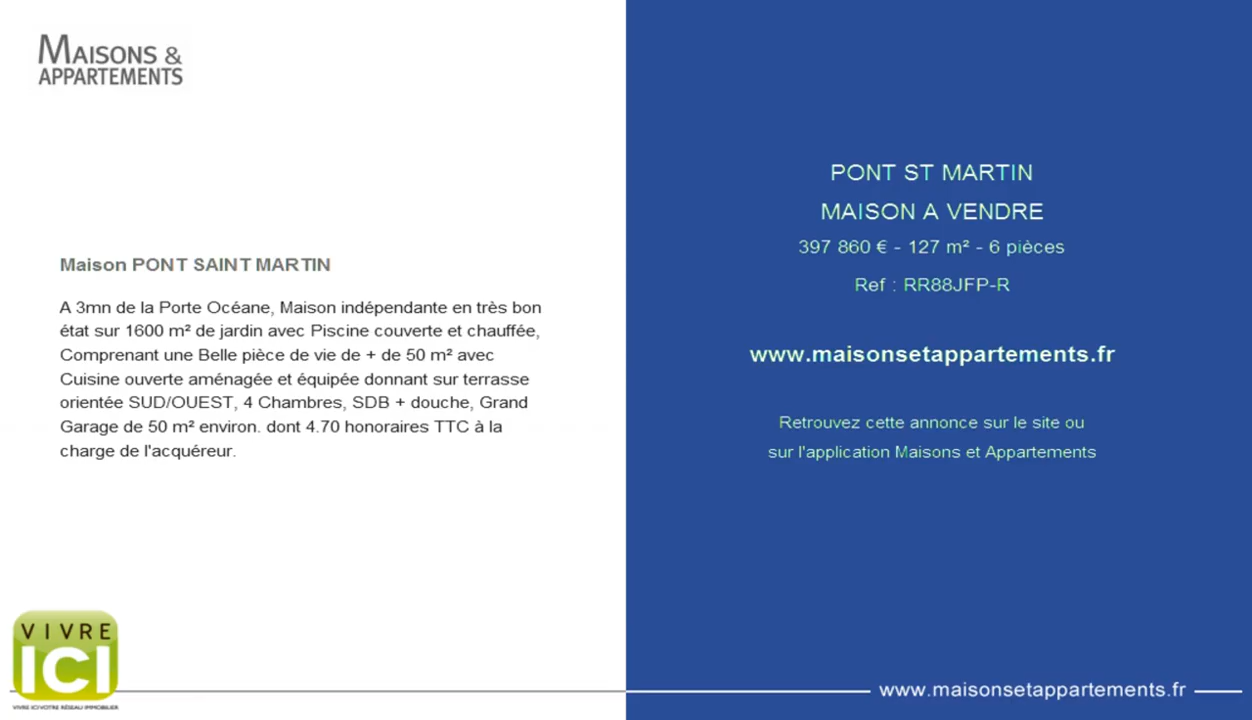 MAISONS &
APPARTEMENTS
Maison PONT SAINT MARTIN
A 3mn de la Porte Océane, Maison indépendante en très bon
état sur 1600 m² de jardin avec Piscine couverte et chauffée,
Comprenant une Belle pièce de vie de + de 50 m² avec
Cuisine ouverte aménagée et équipée donnant sur terrasse
orientée SUD/OUEST, 4 Chambres, SDB + douche, Grand
Garage de 50 m² environ. dont 4.70 honoraires TTC à la
charge de l'acquéreur.
VIVRE
ICI
VIVRE ICI VOTRE RÉSEAU IMMOBILIER
PONT ST MARTIN
MAISON A VENDRE
397 860 € - 127 m² - 6 pièces
Ref : RR88JFP-R
www.maisonsetappartements.fr
Retrouvez cette annonce sur le site ou
sur l'application Maisons et Appartements
www.maisonsetappartements.fr